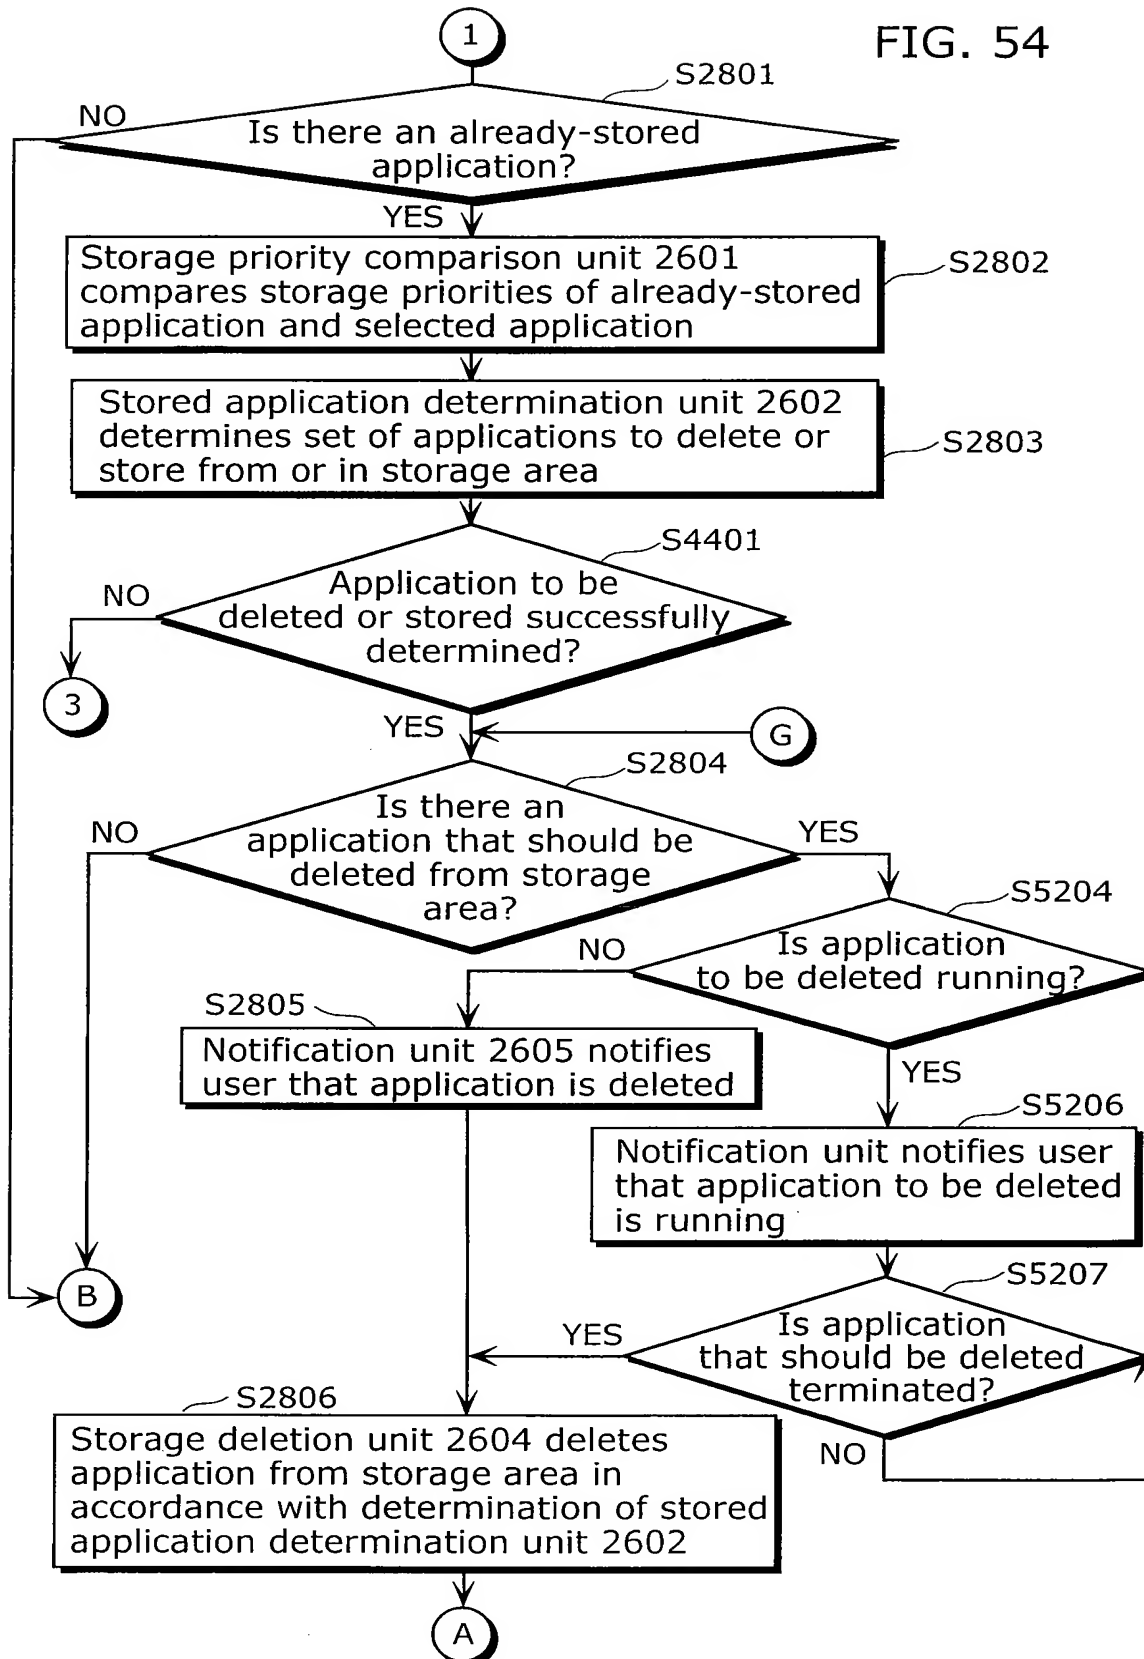 1
FIG. 54
S2801
NO
Is there an already-stored
application?
YES
Storage priority comparison unit 2601
compares storage priorities of already-stored
application and selected application
S2802
Stored application determination unit 2602
determines set of applications to delete or
store from or in storage area
S2803
S4401
NO
Application to be
deleted or stored successfully
determined?
3
YES
G
S2804
NO
Is there an
application that should be
deleted from storage
area?
YES
S5204
NO
Is application
to be deleted running?
S2805
Notification unit 2605 notifies
user that application is deleted
YES
S5206
Notification unit notifies user
that application to be deleted
is running
B
S5207
YES
Is application
that should be deleted
terminated?
NO
S2806
Storage deletion unit 2604 deletes
application from storage area in
accordance with determination of stored
application determination unit 2602
A